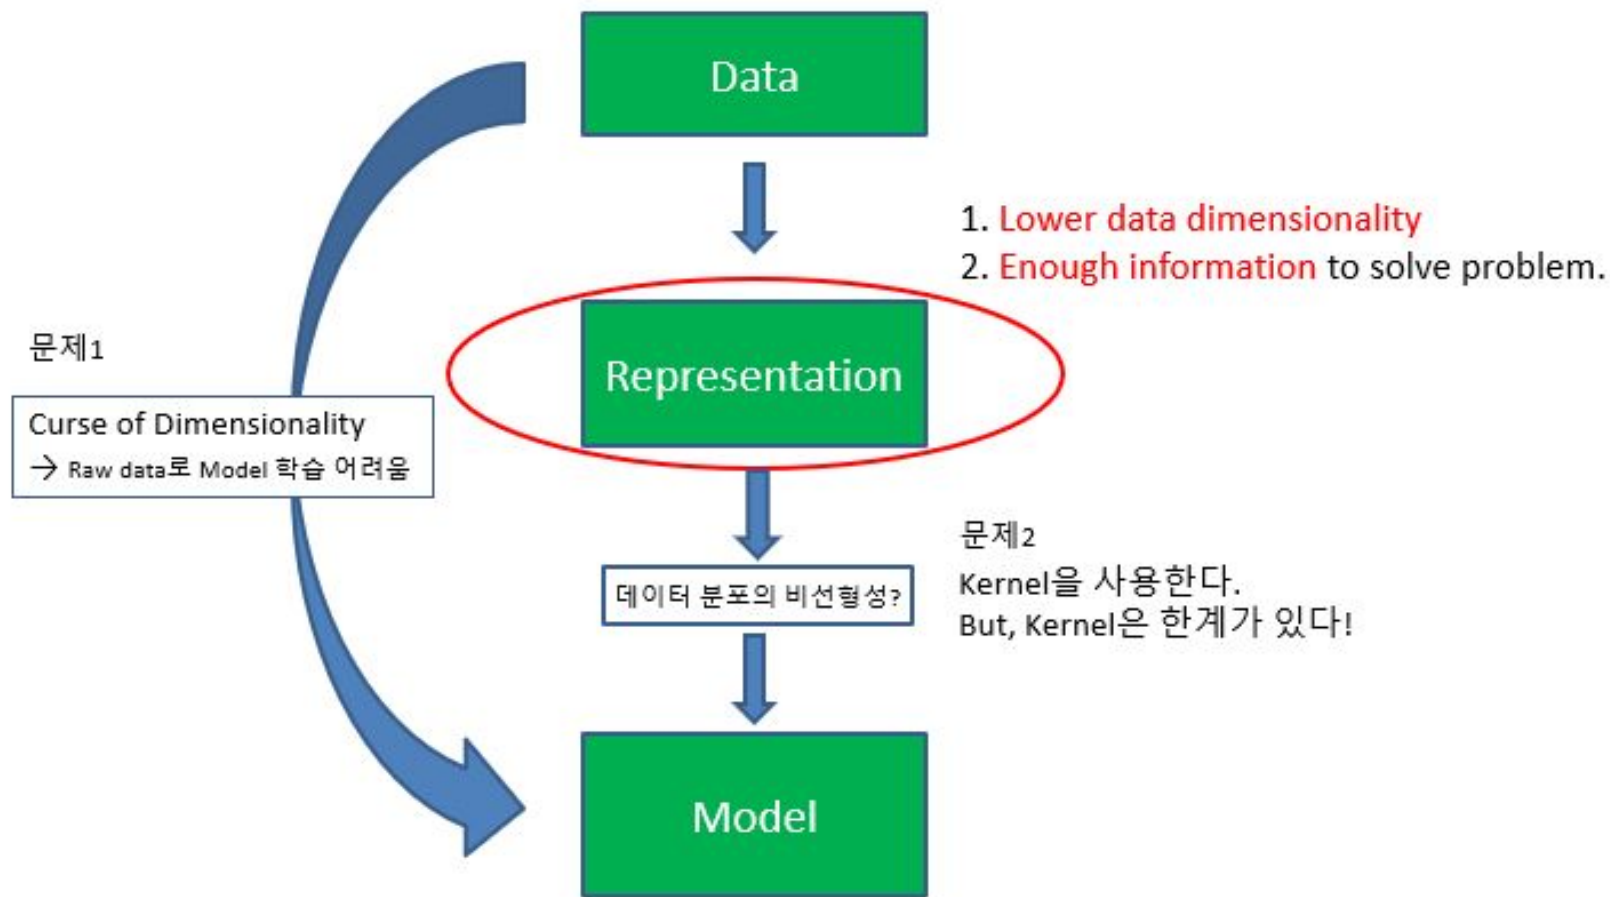 Data
1. Lower data dimensionality
2. Enough information to solve problem.
Representation
문제1
Curse of Dimensionality
→ Raw data로 Model 학습 어려움
문제2
Kernel을 사용한다.
But, Kernel은 한계가 있다!
데이터 분포의 비선형성?
Model